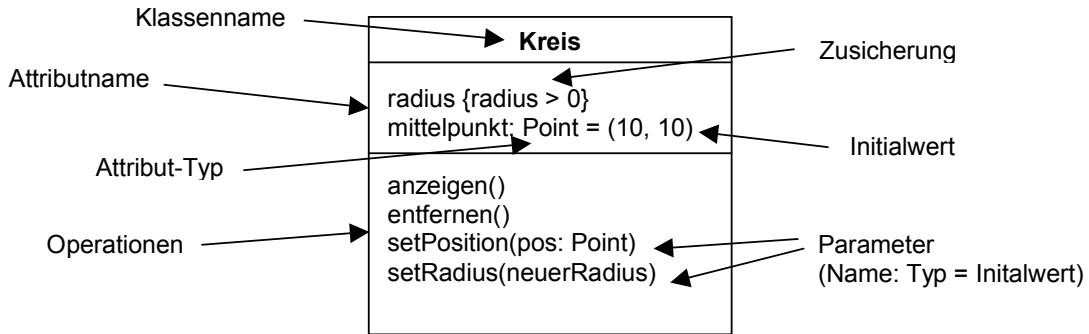 Klassenname
Kreis
Zusicherung
Attributname
radius {radius > 0}
mittelpunkt: Point = (10, 10)
Initialwert
Attribut-Typ
anzeigen()
entfernen()
Operationen
setPosition(pos: Point)
setRadius(neuerRadius)
Parameter
(Name: Typ = Initalwert)